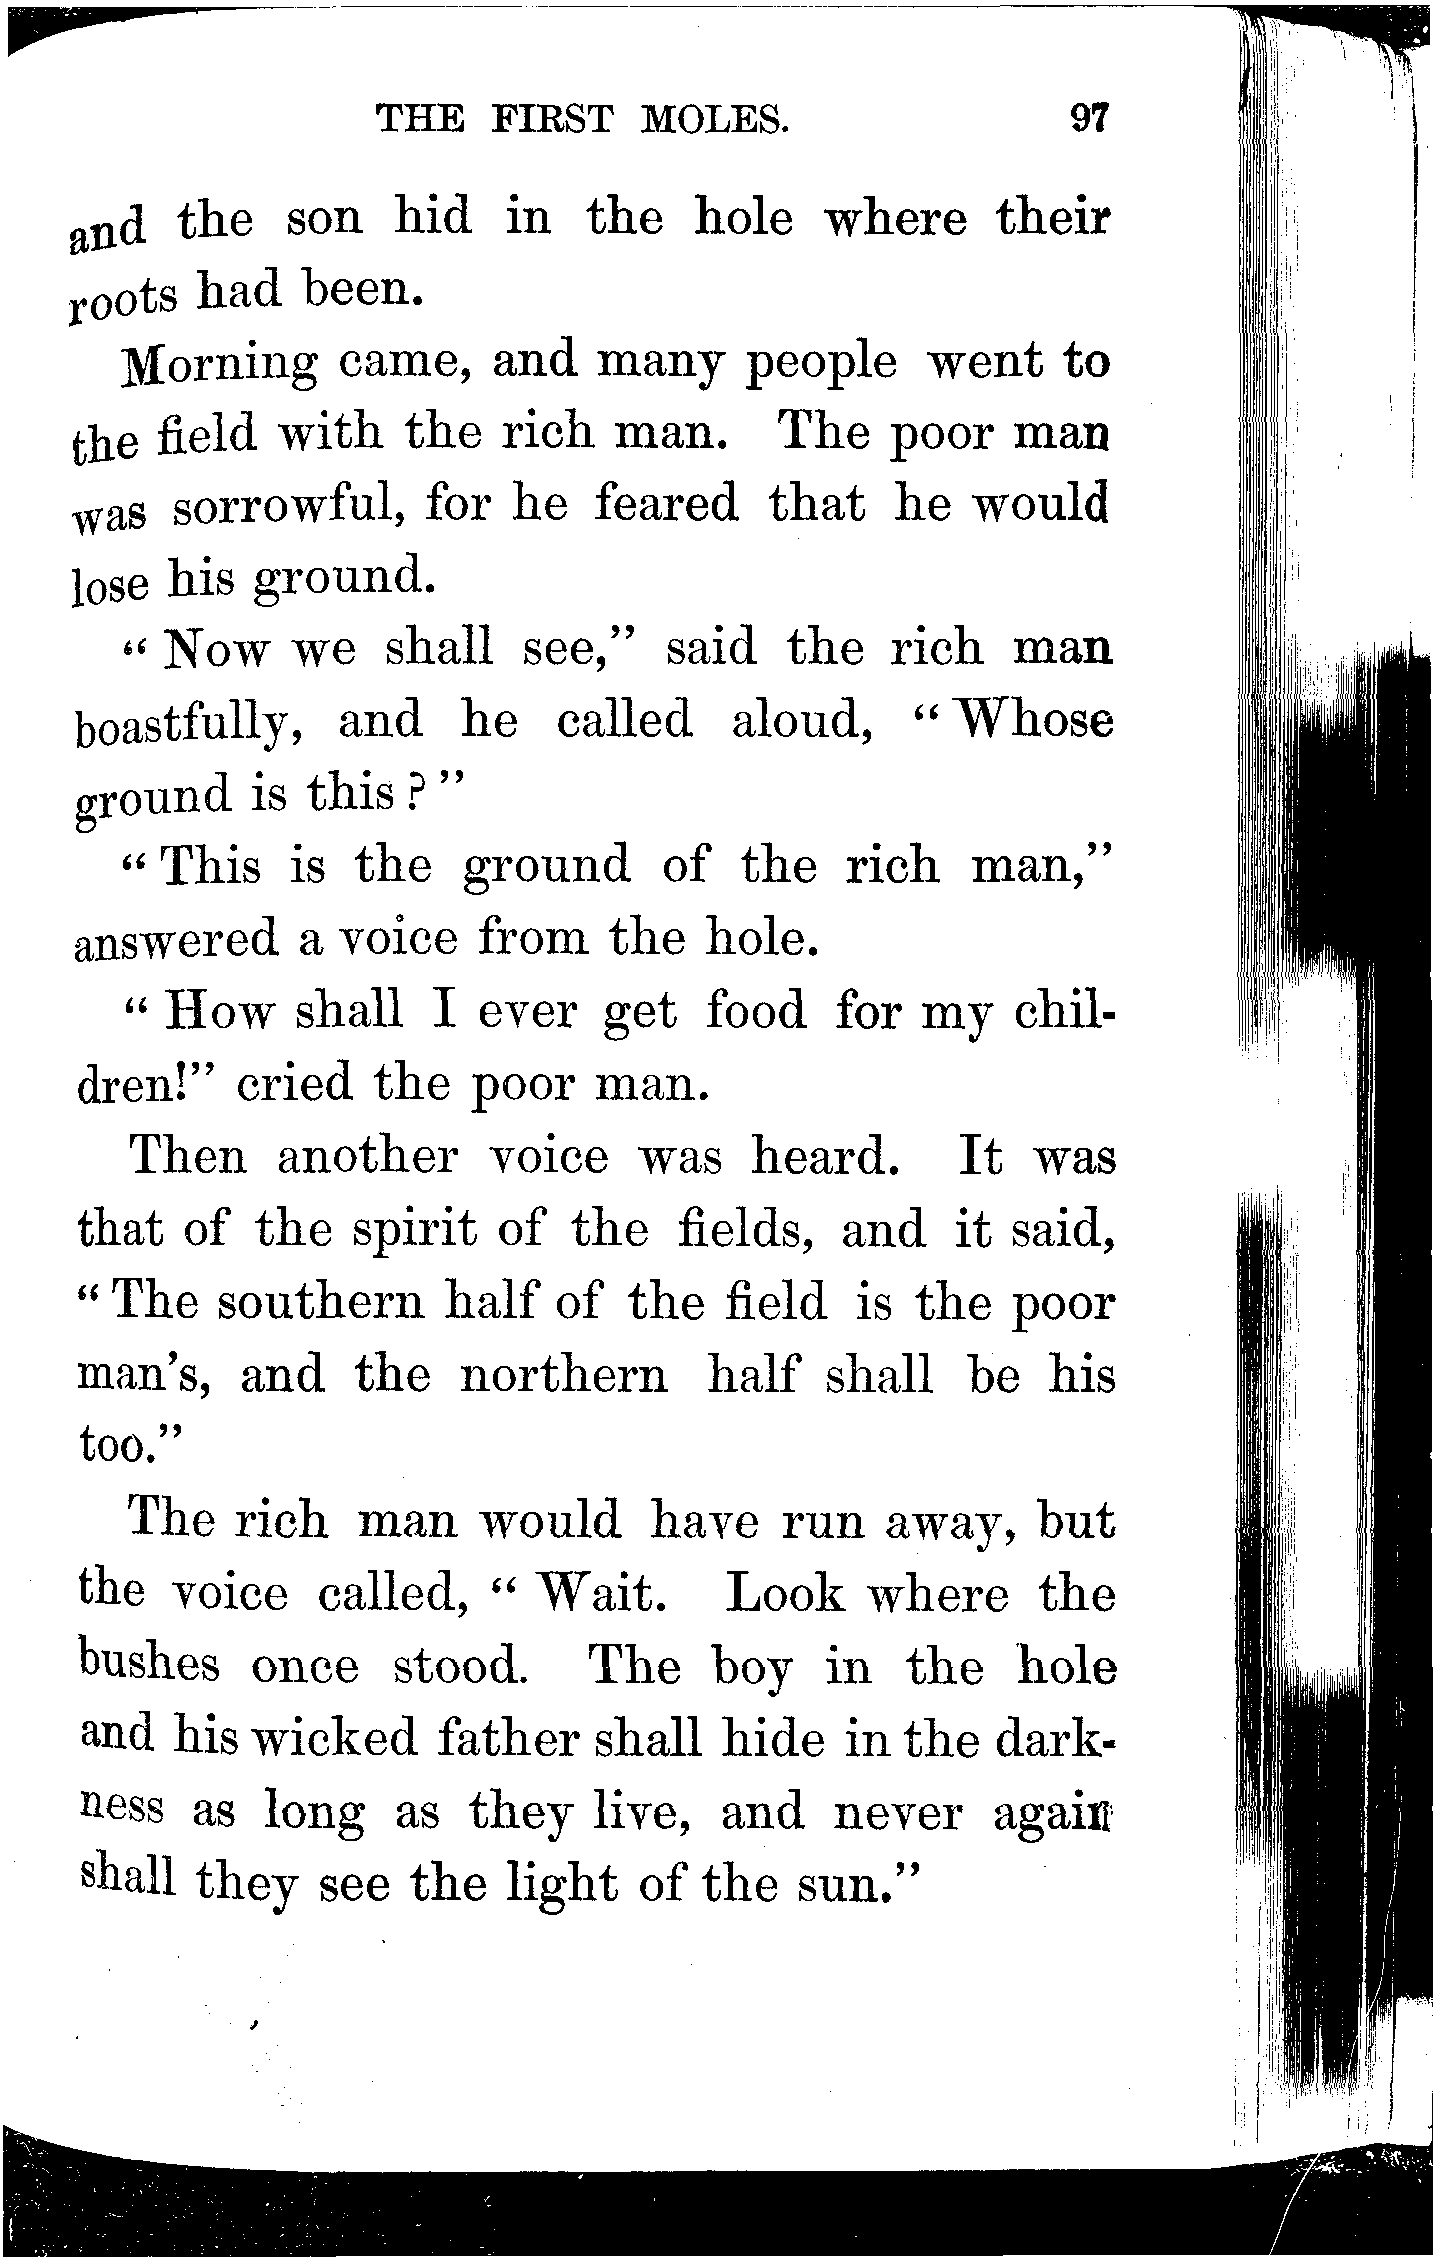 THE FIRST MOLES. 97
and the son hid in the hole where their
roots had been.
Morning came, and many people went to
the field with the rich man. The poor man
was sorrowful, for he feared that he would
lose his ground.
“Now we shall see,” said the rich man
boastfully, and he called aloud, “Whose
ground is this?”
“This is the ground of the rich man,”
answered a voice from the hole.
“How shall I ever get food for my chil-
dren!” cried the poor man.
Then another voice was heard. It was
that of the spirit of the fields, and it said,
“The southern half of the field is the poor
man’s, and the northern half shall be his
too.”
The rich man would have run away, but
the voice called, “Wait. Look where the
bushes once stood. The boy in the hole
and his wicked father shall hide in the dark-
ness as long as they live, and never again
shall they see the light of the sun.”